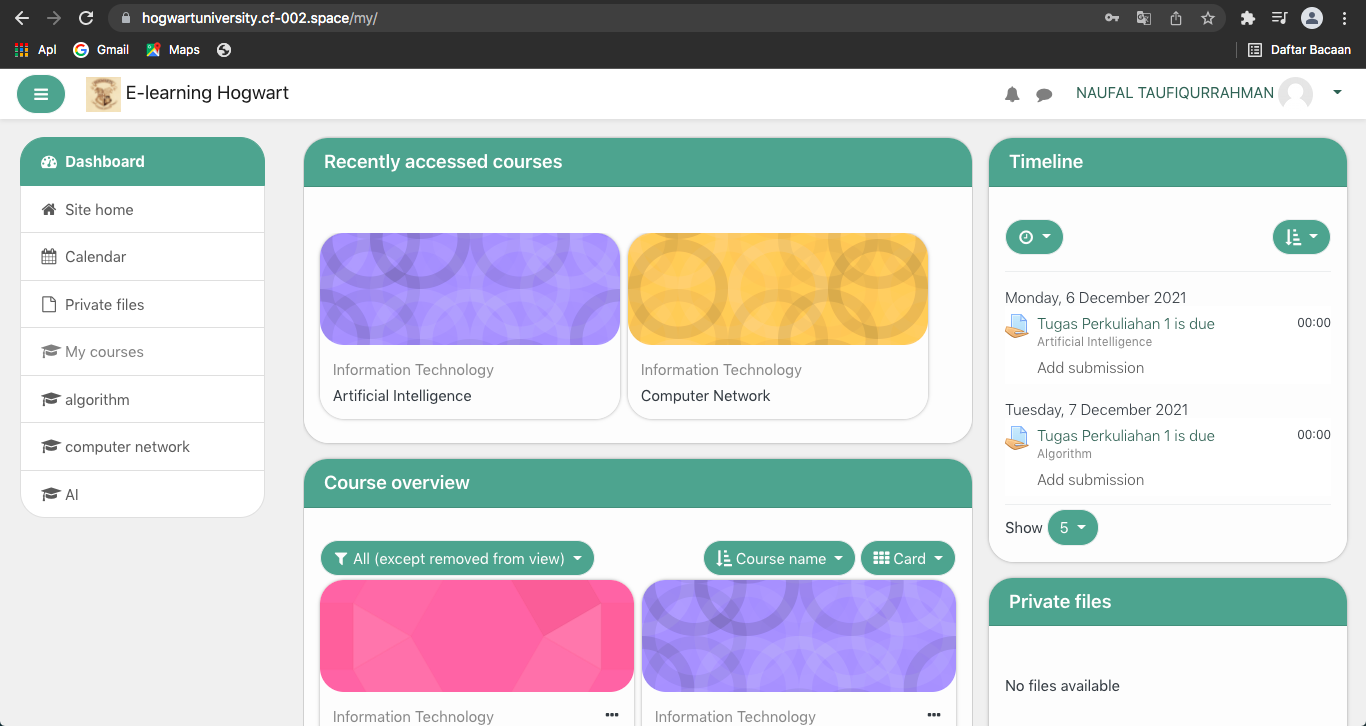 hogwartuniversity.cf-002.space/my/
Apl Gmail Maps Daftar Bacaan
E-learning Hogwart
NAUFAL TAUFIQURRAHMAN
Dashboard
Site home
Calendar
Private files
My courses
algorithm
computer network
AI
Recently accessed courses
Information Technology
Artificial Intelligence
Information Technology
Computer Network
Course overview
All (except removed from view)
Course name
Card
Information Technology
Information Technology
Timeline
Monday, 6 December 2021
Tugas Perkuliahan 1 is due 00:00
Artificial Intelligence
Add submission
Tuesday, 7 December 2021
Tugas Perkuliahan 1 is due 00:00
Algorithm
Add submission
Show 5
Private files
No files available